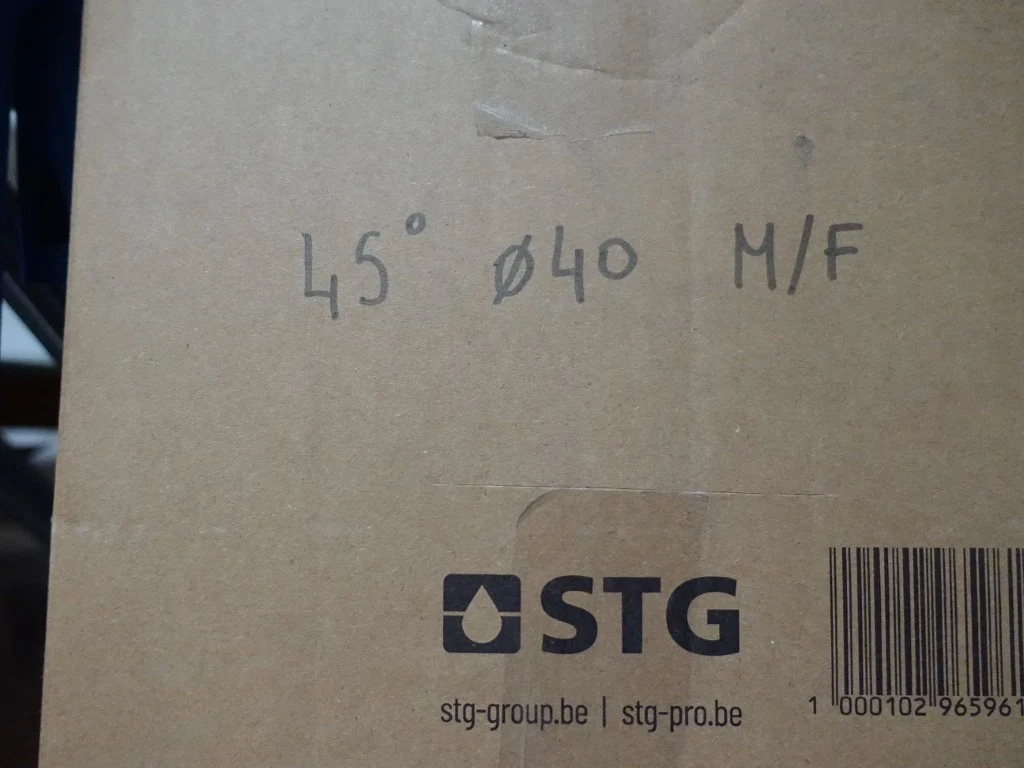 45° ø40 M/F
STG
stg-group.be | stg-pro.be
1 000102 965961